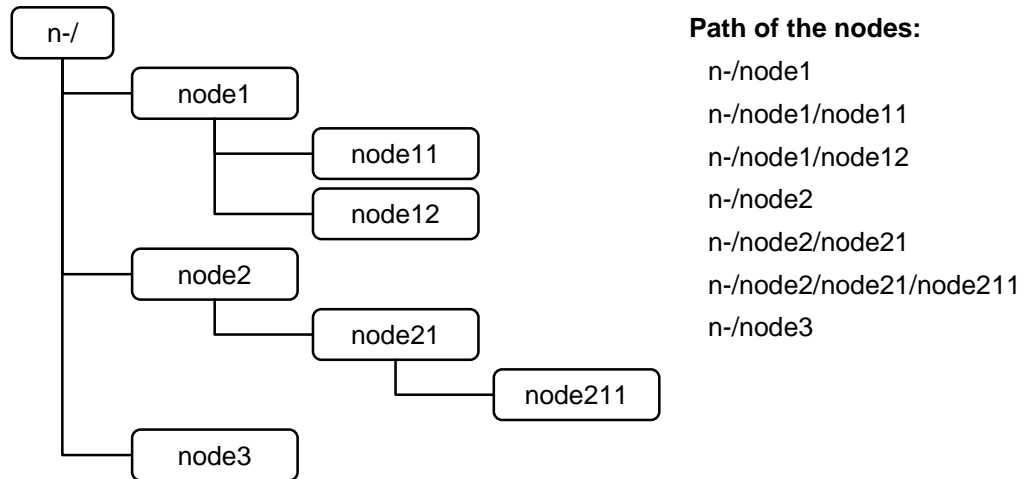 n-/
node1
node11
node12
node2
node21
node211
node3
Path of the nodes:
n-/node1
n-/node1/node11
n-/node1/node12
n-/node2
n-/node2/node21
n-/node2/node21/node211
n-/node3